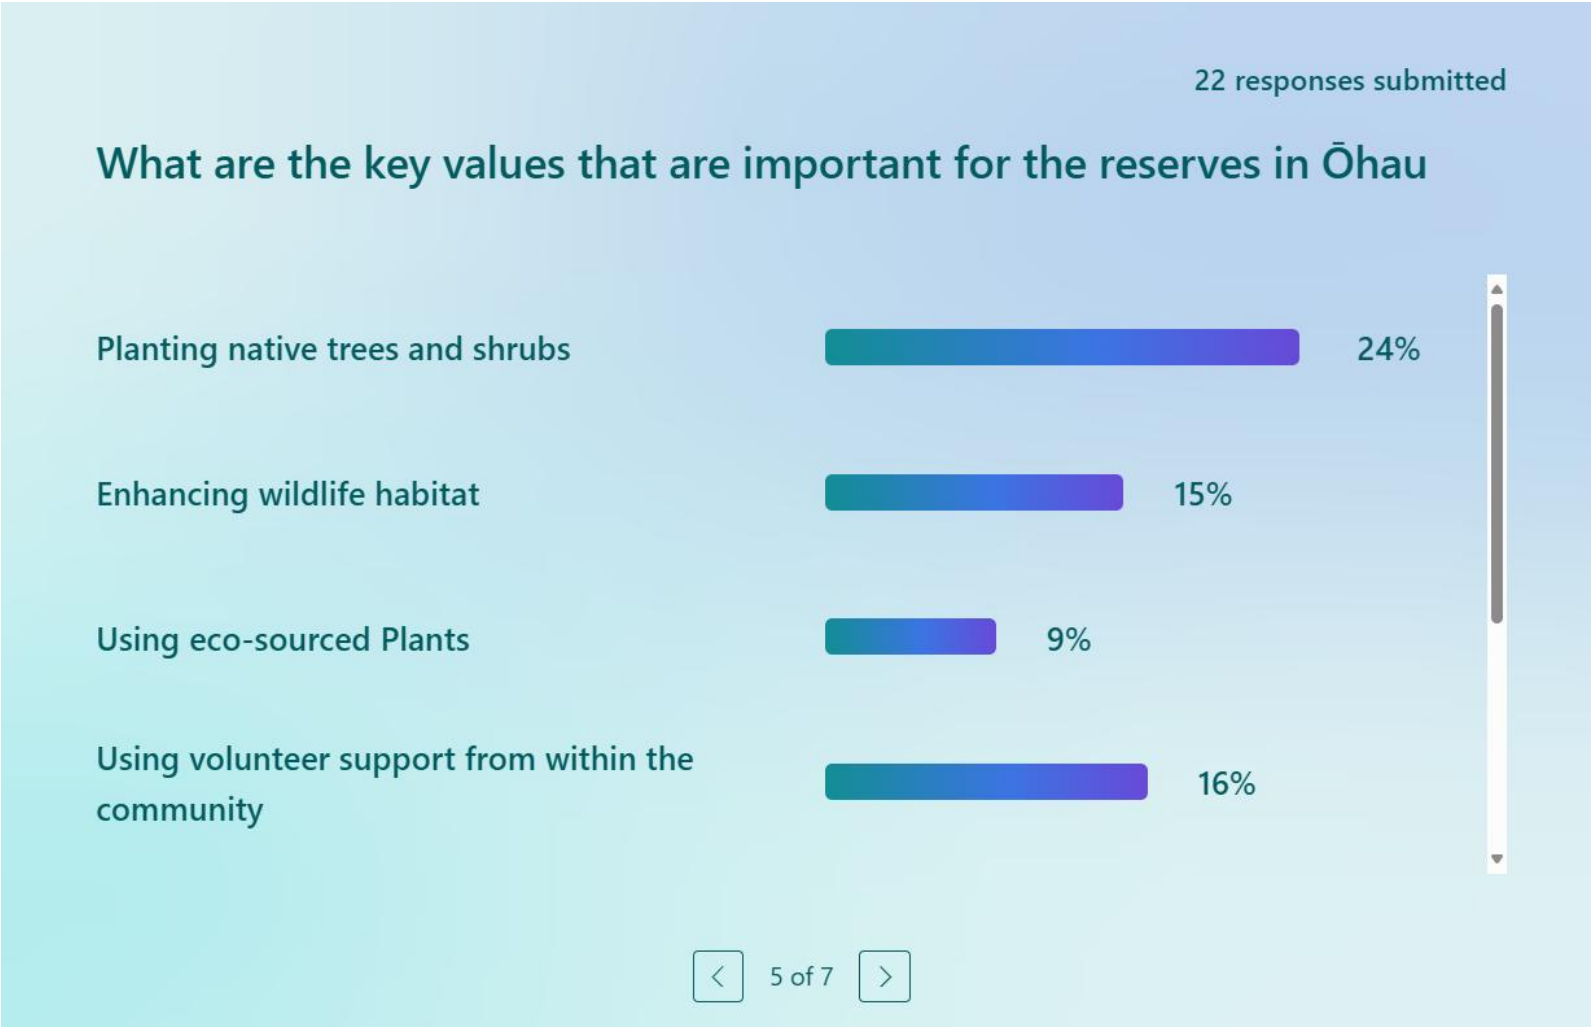 22 responses submitted
What are the key values that are important for the reserves in Ōhau
Planting native trees and shrubs
24%
Enhancing wildlife habitat
15%
Using eco-sourced Plants
9%
Using volunteer support from within the
community
16%
5 of 7